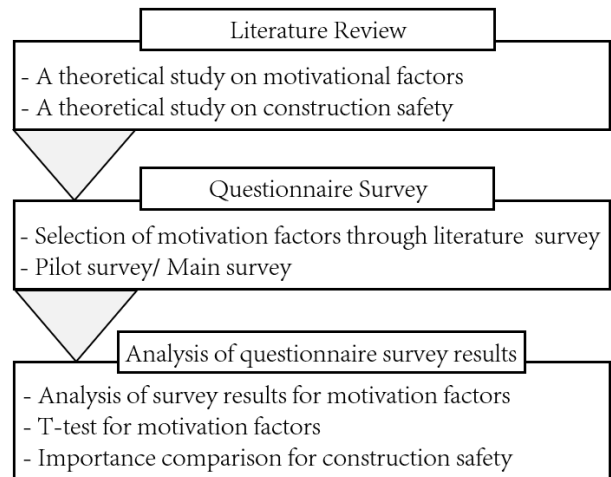 Literature Review
- A theoretical study on motivational factors
- A theoretical study on construction safety
Questionnaire Survey
- Selection of motivation factors through literature survey
- Pilot survey/ Main survey
Analysis of questionnaire survey results
- Analysis of survey results for motivation factors
- T-test for motivation factors
- Importance comparison for construction safety